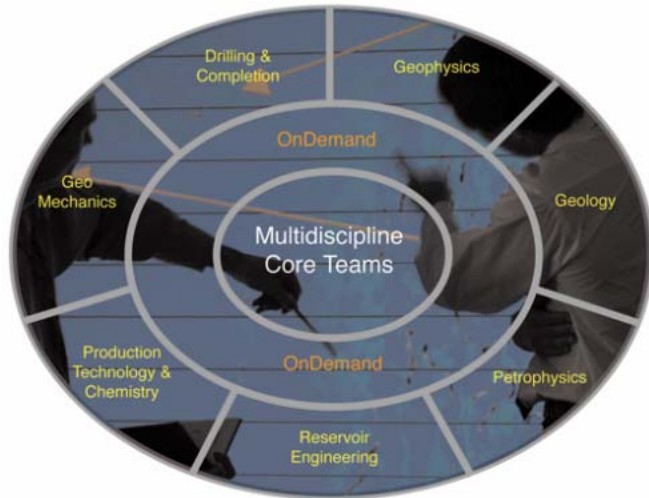 Drilling &
Completion
Geophysics
OnDemand
Geo
Mechanics
Geology
Multidiscipline
Core Teams
Production
Technology &
Chemistry
OnDemand
Petrophysics
Reservoir
Engineering